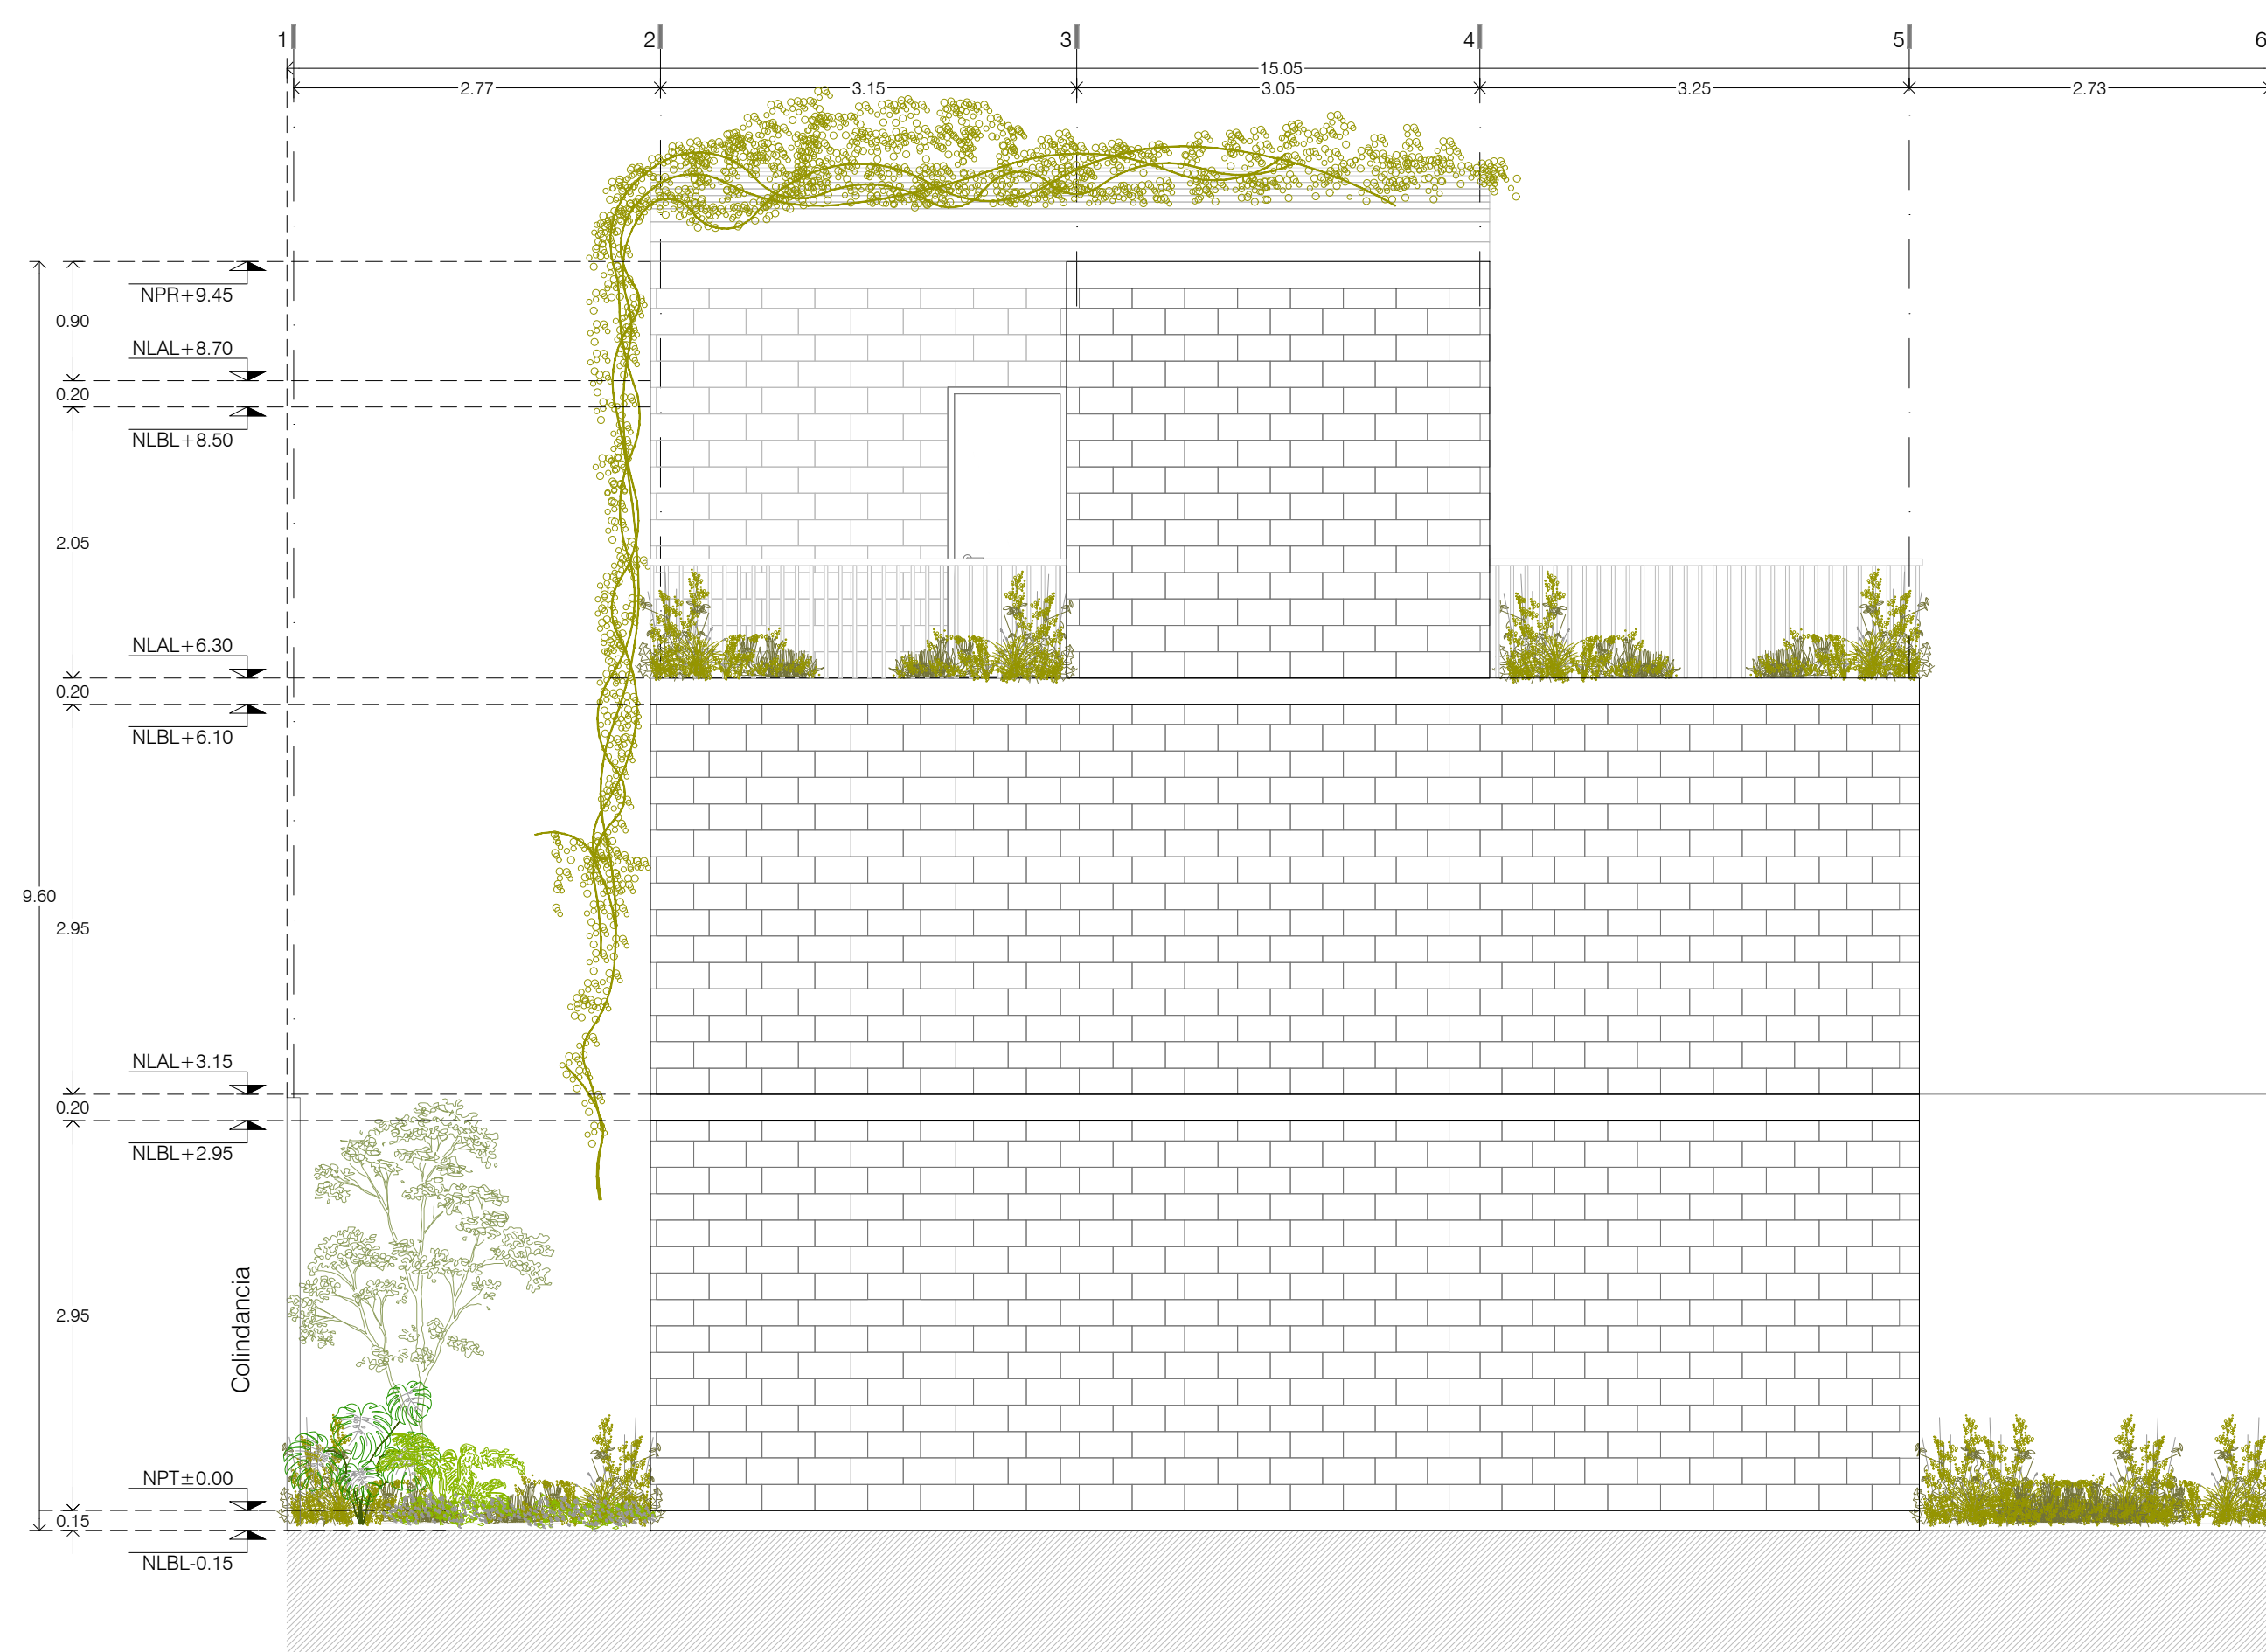 1 2 3 4 5 6
15.05
2.77 3.15 3.05 3.25 2.73
NPR+9.45
0.90
NLAL+8.70
0.20
NLBL+8.50
2.05
NLAL+6.30
0.20
NLBL+6.10
9.60
2.95
NLAL+3.15
0.20
NLBL+2.95
Colindancia
2.95
NPT±0.00
0.15
NLBL-0.15